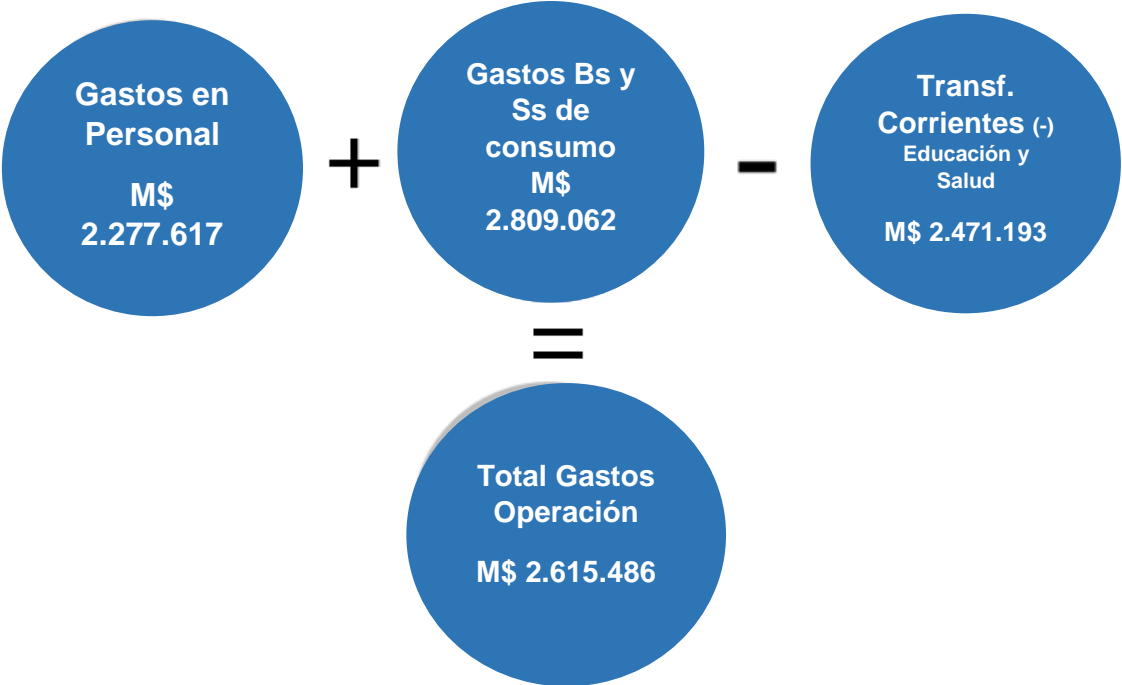 Gastos en
Personal
M$
2.277.617
+
Gastos Bs y
Ss de
consumo
M$
2.809.062
-
Transf.
Corrientes (-)
Educación y
Salud
M$ 2.471.193
=
Total Gastos
Operación
M$ 2.615.486